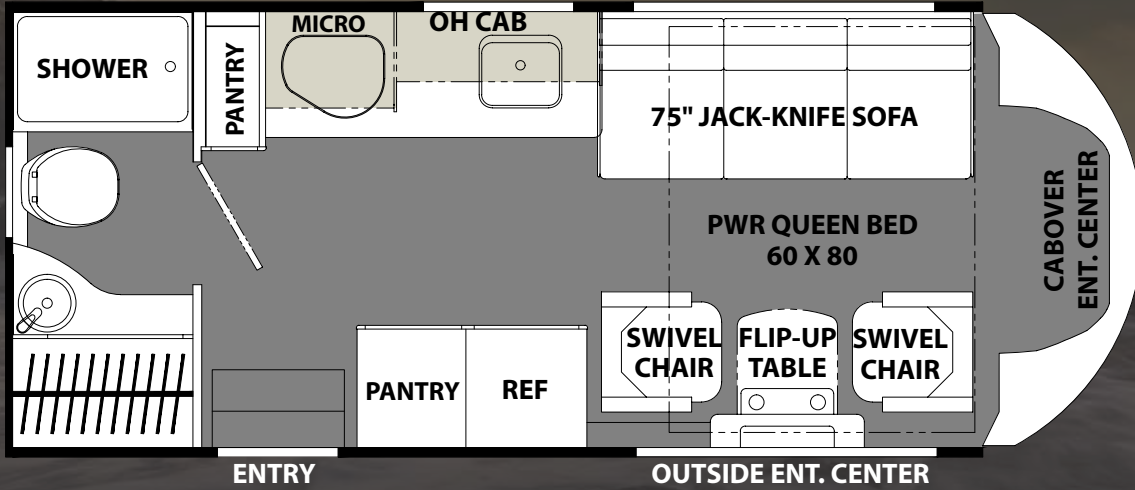 MICRO
OH CAB
SHOWER
PANTRY
75" JACK-KNIFE SOFA
PWR QUEEN BED
60 X 80
CABOVER
ENT. CENTER
SWIVEL
CHAIR
FLIP-UP
TABLE
SWIVEL
CHAIR
PANTRY
REF
ENTRY
OUTSIDE ENT. CENTER